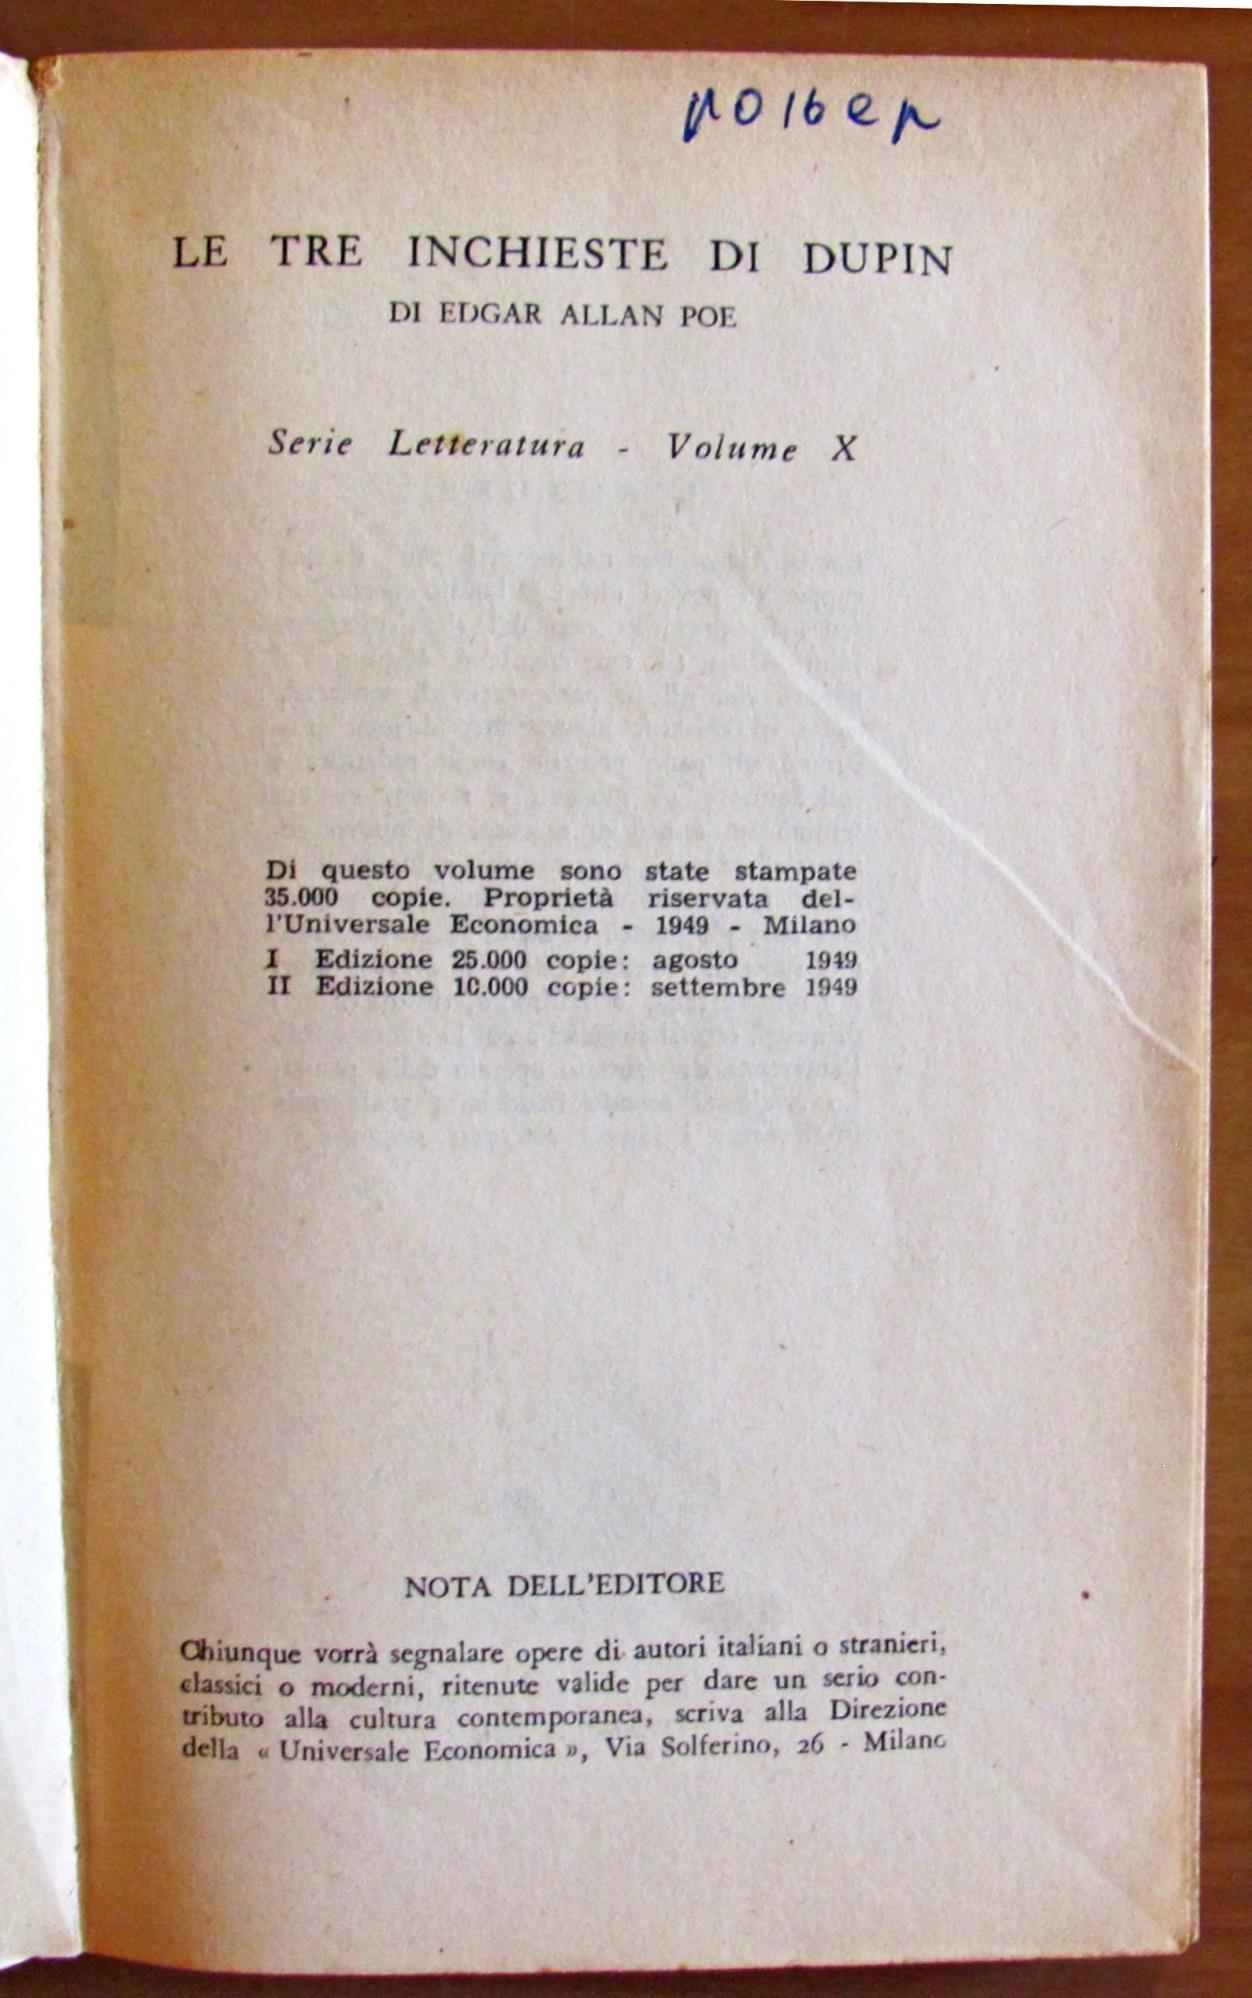 LE TRE INCHIESTE DI DUPIN
DI EDGAR ALLAN POE
Serie Letteratura - Volume X
Di questo volume sono state stampate
35.000 copie. Proprietà riservata del-
l'Universale Economica - 1949 - Milano
I Edizione 25.000 copie: agosto 1949
II Edizione 10.000 copie: settembre 1949
NOTA DELL'EDITORE
Chiunque vorrà segnalare opere di autori italiani o stranieri,
classici o moderni, ritenute valide per dare un serio con-
tributo alla cultura contemporanea, scriva alla Direzione
della « Universale Economica », Via Solferino, 26 - Milano